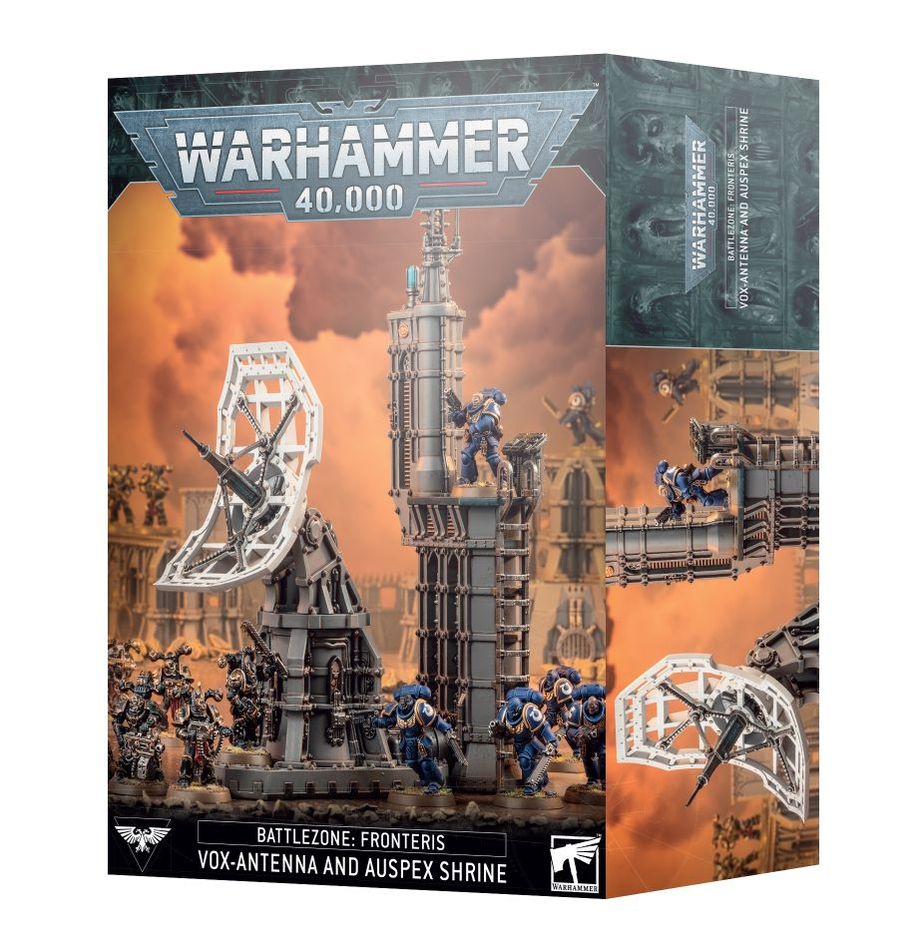 WARHAMMER
40,000
BATTLEZONE: FRONTERIS
VOX-ANTENNA AND AUSPEX SHRINE
WARHAMMER
WARHAMMER
40,000
BATTLEZONE: FRONTERIS
VOX-ANTENNA AND AUSPEX SHRINE